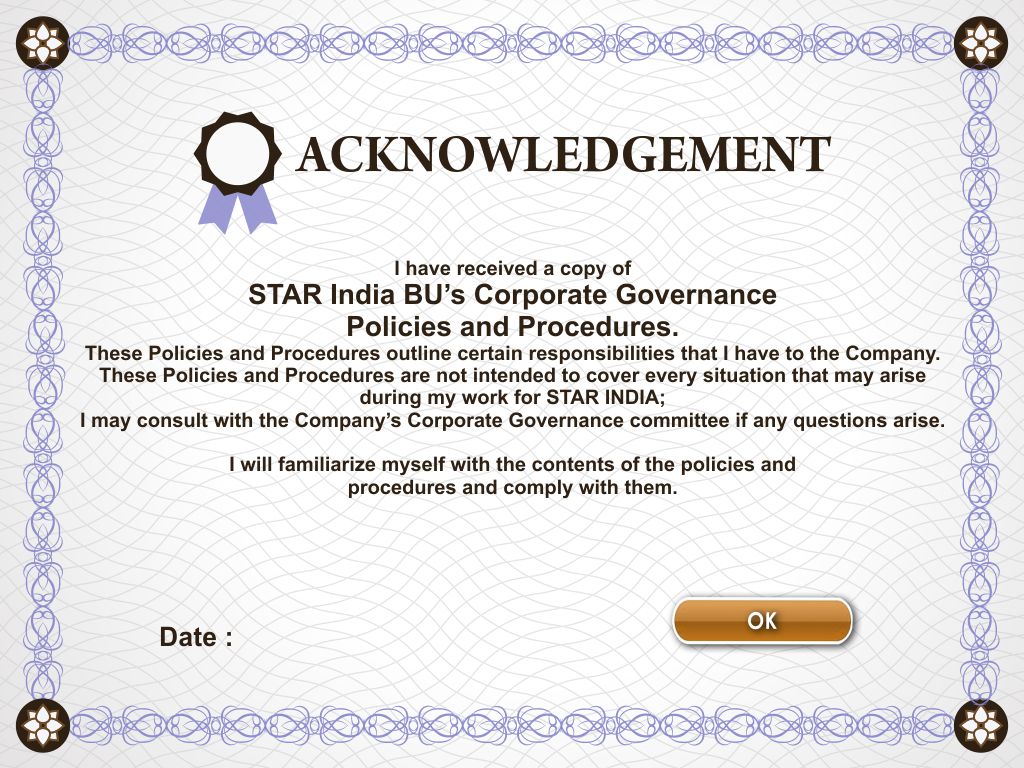 ACKNOWLEDGEMENT
I have received a copy of
STAR India BU’s Corporate Governance
Policies and Procedures.
These Policies and Procedures outline certain responsibilities that I have to the Company.
These Policies and Procedures are not intended to cover every situation that may arise
during my work for STAR INDIA;
I may consult with the Company’s Corporate Governance committee if any questions arise.
I will familiarize myself with the contents of the policies and
procedures and comply with them.
Date :
OK